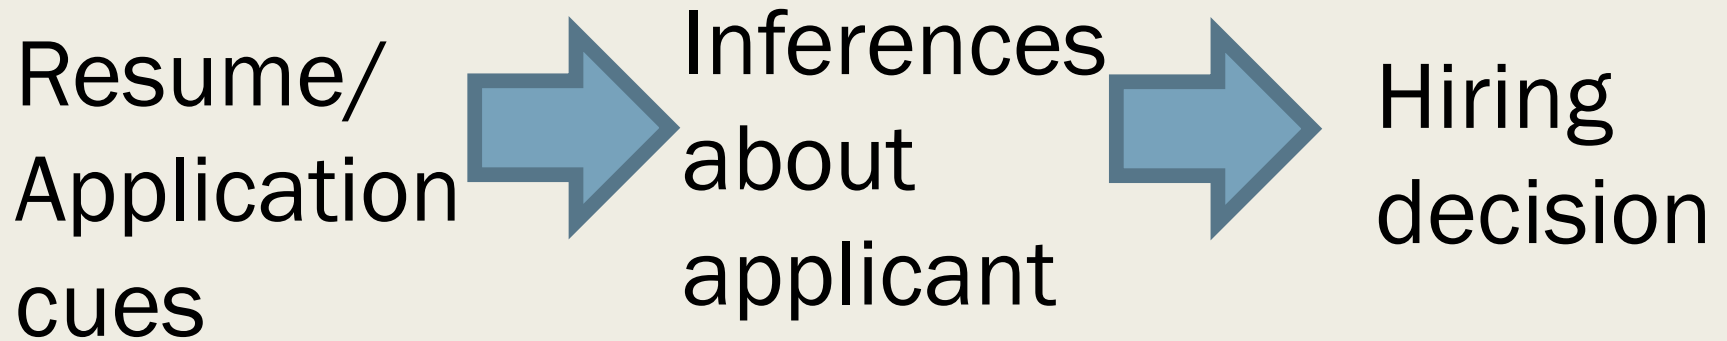 Resume/
Application
cues
Inferences
about
applicant
Hiring
decision